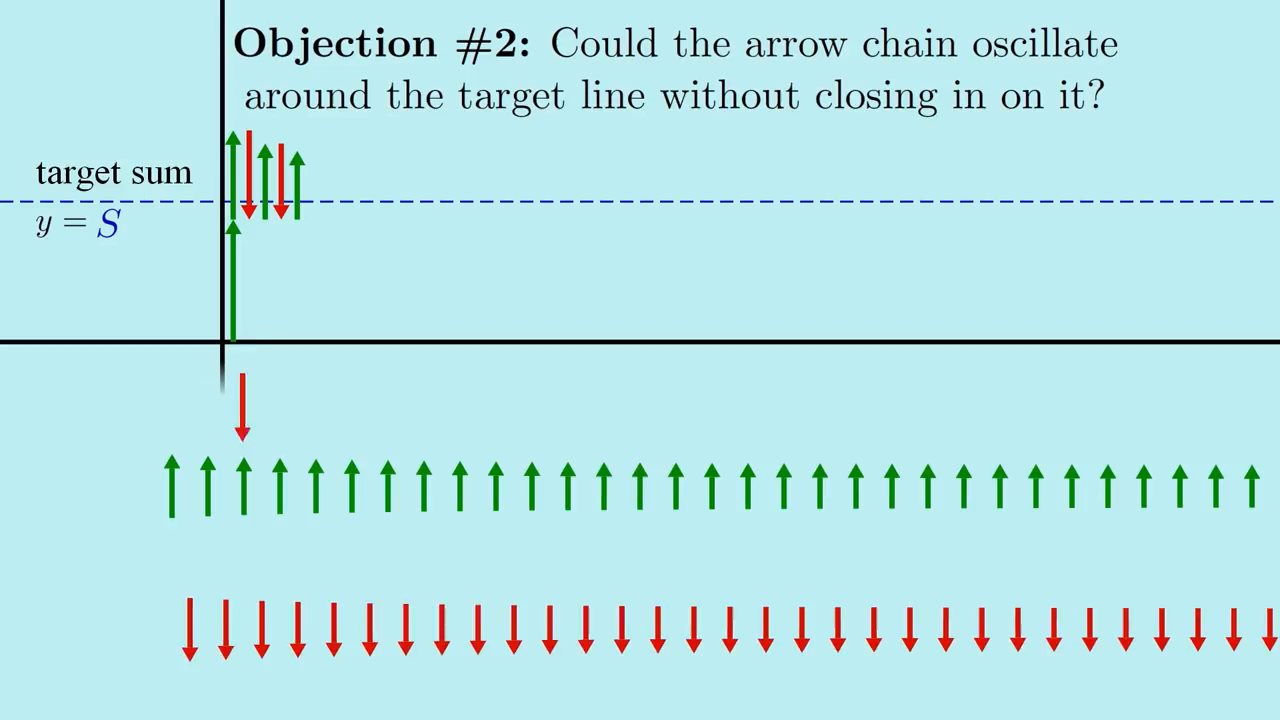 Objection #2: Could the arrow chain oscillate
around the target line without closing in on it?
target sum
y = S